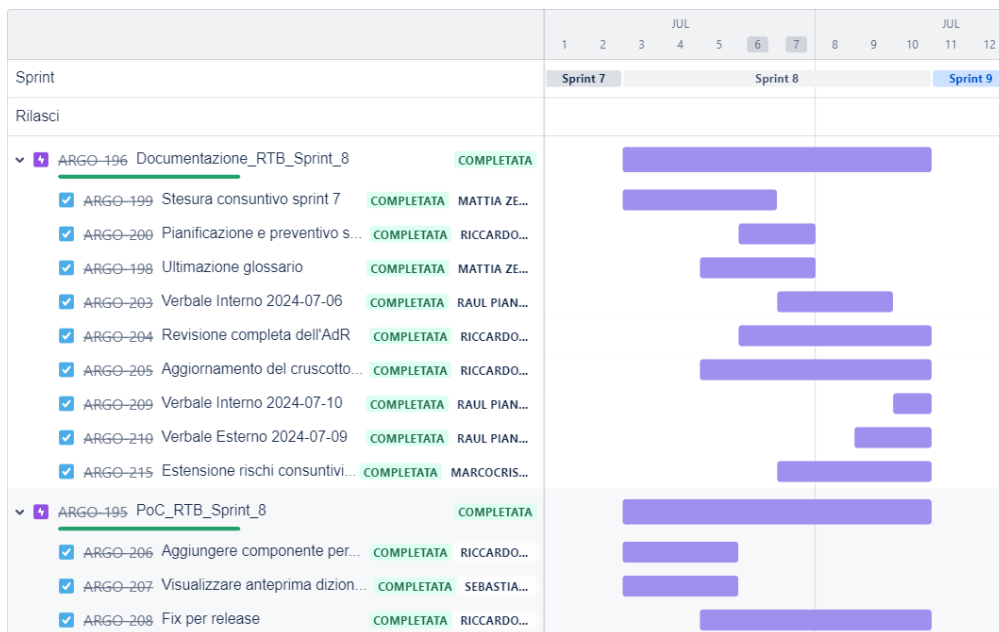 JUL JUL
1 2 3 4 5 6 7 8 9 10 11 12
Sprint Sprint 7 Sprint 8 Sprint 9
Rilasci
ARGO-196 Documentazione_RTB_Sprint_8 COMPLETATA
ARGO-199 Stesura consuntivo sprint 7 COMPLETATA MATTIA ZE...
ARGO-200 Pianificazione e preventivo s... COMPLETATA RICCARDO...
ARGO-198 Ultimazione glossario COMPLETATA MATTIA ZE...
ARGO-203 Verbale Interno 2024-07-06 COMPLETATA RAUL PIAN...
ARGO-204 Revisione completa dell'AdR COMPLETATA RICCARDO...
ARGO-205 Aggiornamento del cruscotto... COMPLETATA RICCARDO...
ARGO-209 Verbale Interno 2024-07-10 COMPLETATA RAUL PIAN...
ARGO-210 Verbale Esterno 2024-07-09 COMPLETATA RAUL PIAN...
ARGO-215 Estensione rischi consuntivi... COMPLETATA MARCOCRIS...
ARGO-195 PoC_RTB_Sprint_8 COMPLETATA
ARGO-206 Aggiungere componente per... COMPLETATA RICCARDO...
ARGO-207 Visualizzare anteprima dizion... COMPLETATA SEBASTIA...
ARGO-208 Fix per release COMPLETATA RICCARDO...